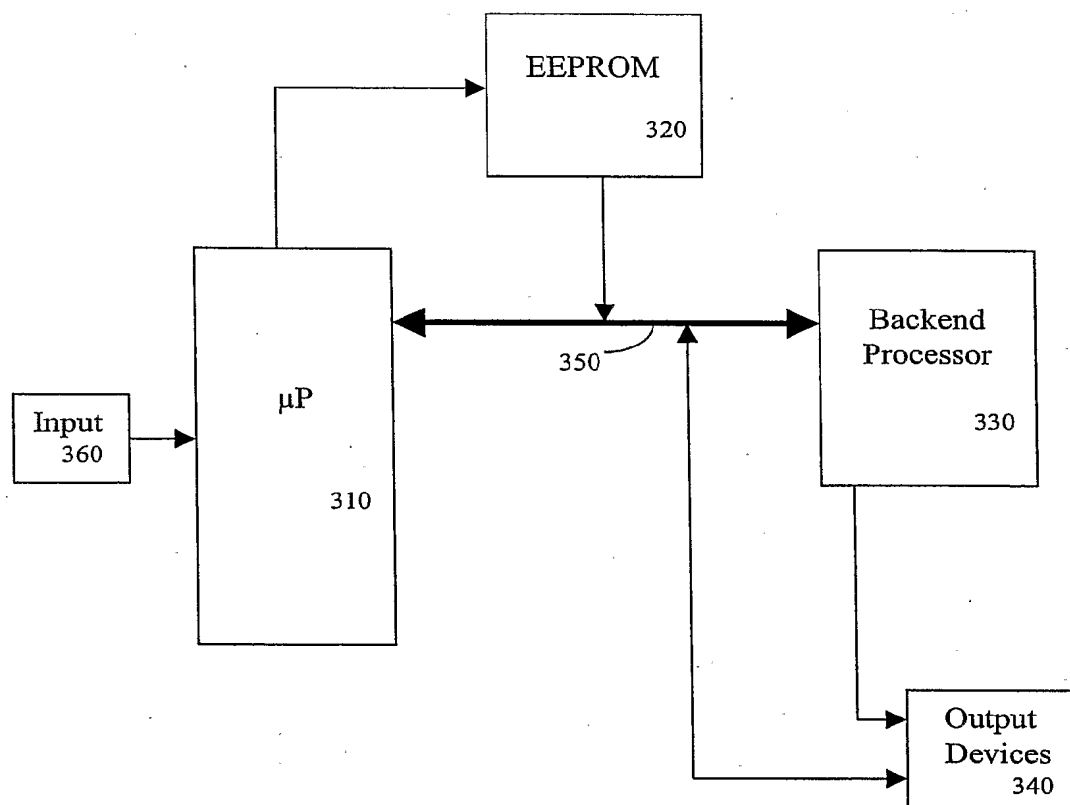 EEPROM
320
μP
310
350
Backend
Processor
330
Input
360
Output
Devices
340